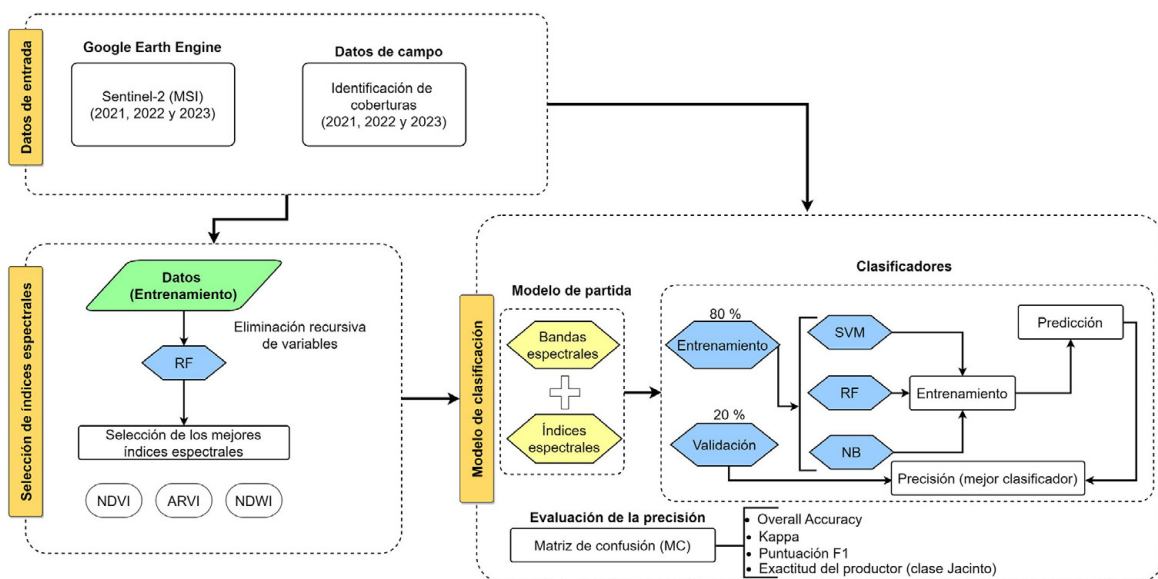 Datos de entrada
Google Earth Engine
Sentinel-2 (MSI)
(2021, 2022 y 2023)
Datos de campo
Identificación de
coberturas
(2021, 2022 y 2023)
Selección de índices espectrales
Datos
(Entrenamiento)
Eliminación recursiva
de variables
RF
Selección de los mejores
índices espectrales
NDVI
ARVI
NDWI
Modelo de clasificación
Modelo de partida
Bandas
espectrales
Índices
espectrales
Clasificadores
80 %
Entrenamiento
20 %
Validación
SVM
RF
NB
Entrenamiento
Predicción
Precisión (mejor clasificador)
Evaluación de la precisión
Matriz de confusión (MC)
• Overall Accuracy
• Kappa
• Puntuación F1
• Exactitud del productor (clase Jacinto)